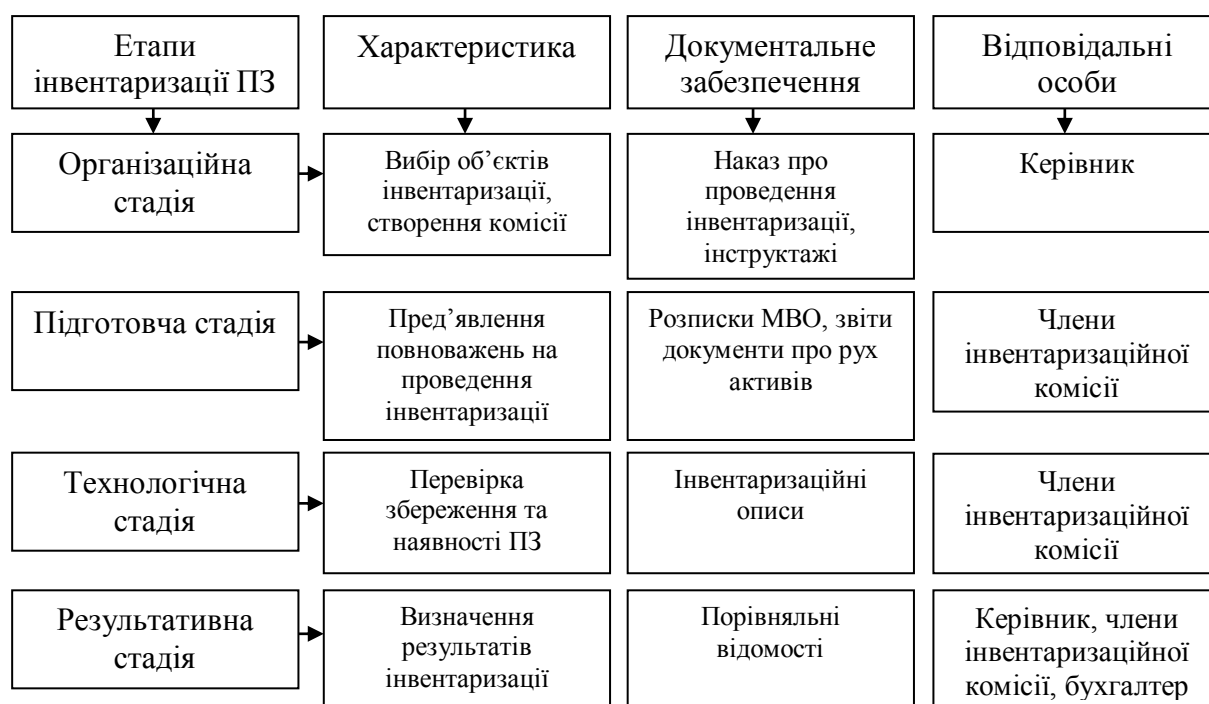 Етапи
інвентаризації ПЗ
Характеристика
Документальне
забезпечення
Відповідальні
особи
Організаційна
стадія
Вибір об’єктів
інвентаризації,
створення комісії
Наказ про
проведення
інвентаризації,
інструктажі
Керівник
Підготовча стадія
Пред’явлення
повноважень на
проведення
інвентаризації
Розписки МВО, звіти
документи про рух
активів
Члени
інвентаризаційної
комісії
Технологічна
стадія
Перевірка
збереження та
наявності ПЗ
Інвентаризаційні
описи
Члени
інвентаризаційної
комісії
Результативна
стадія
Визначення
результатів
інвентаризації
Порівняльні
відомості
Керівник, члени
інвентаризаційної
комісії, бухгалтер